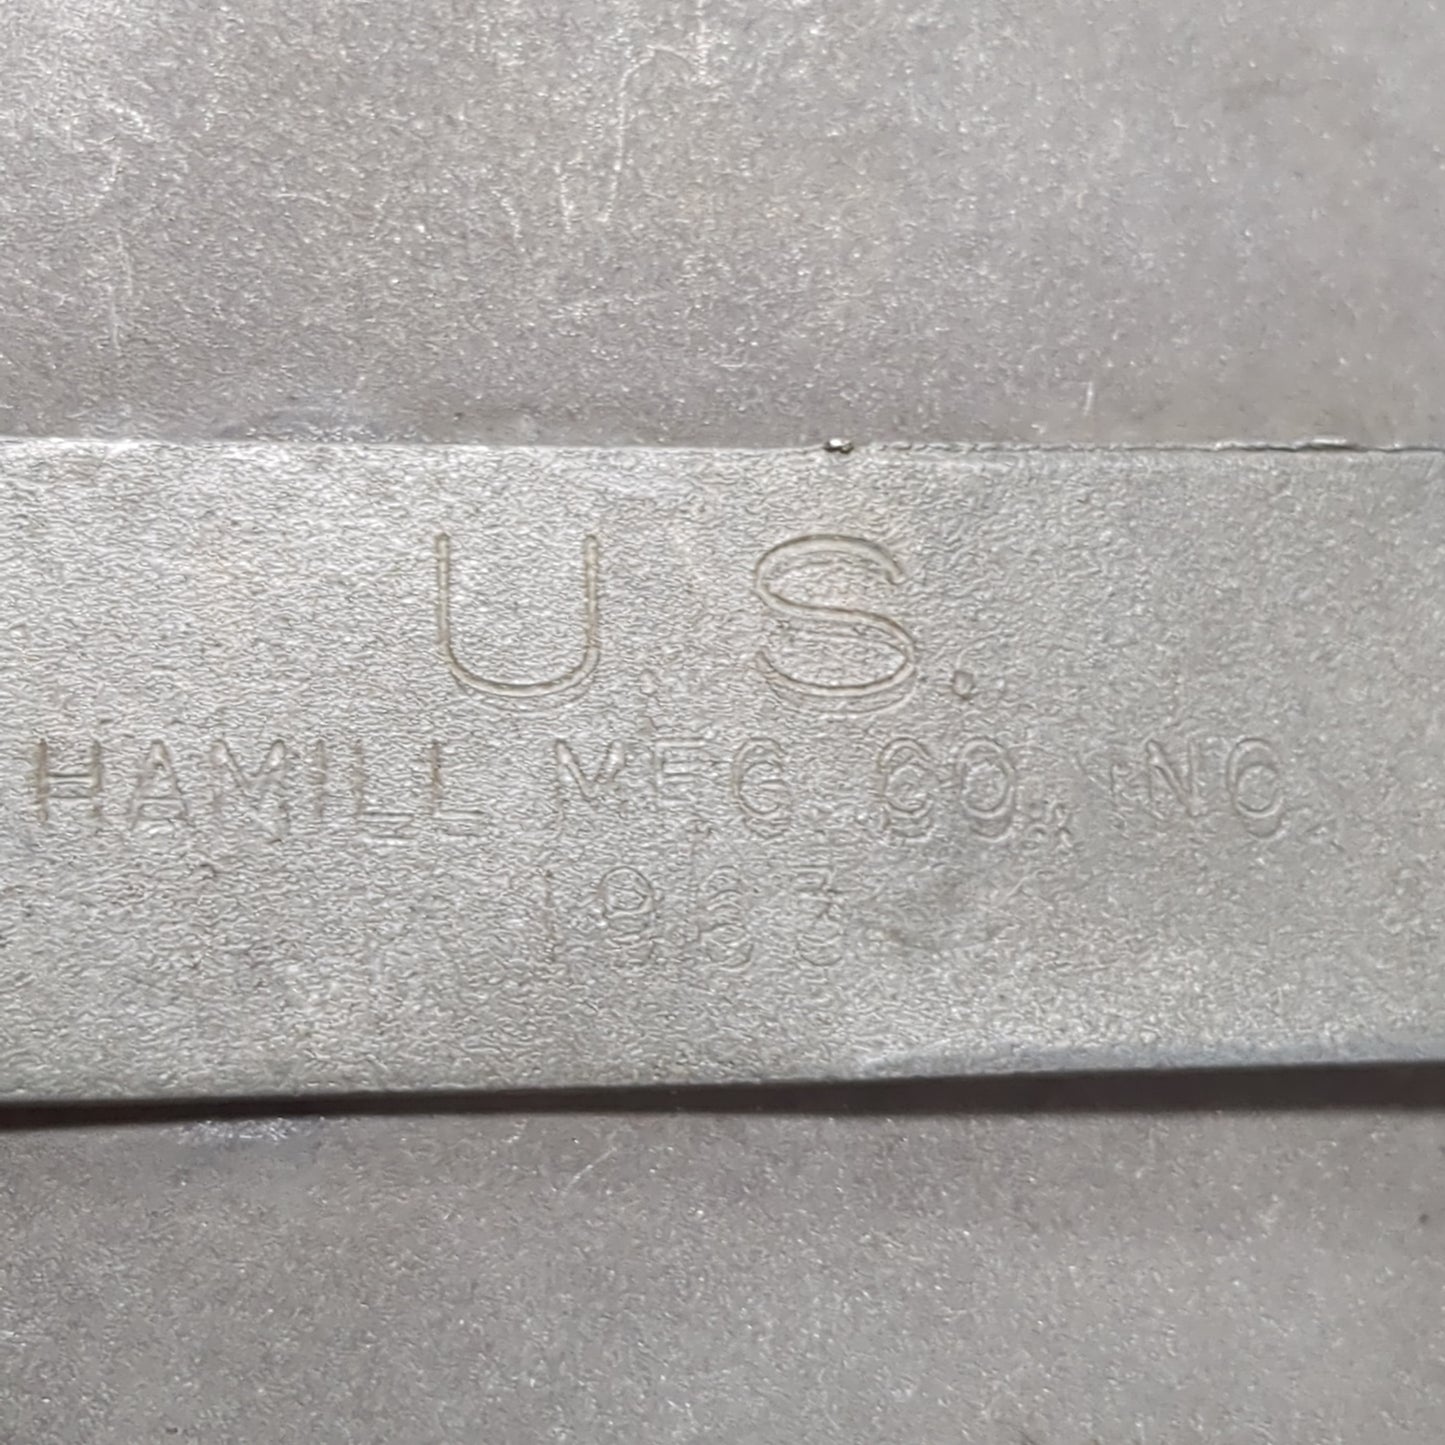 U. S.
HAMILL MFG. CO., INC.
1983